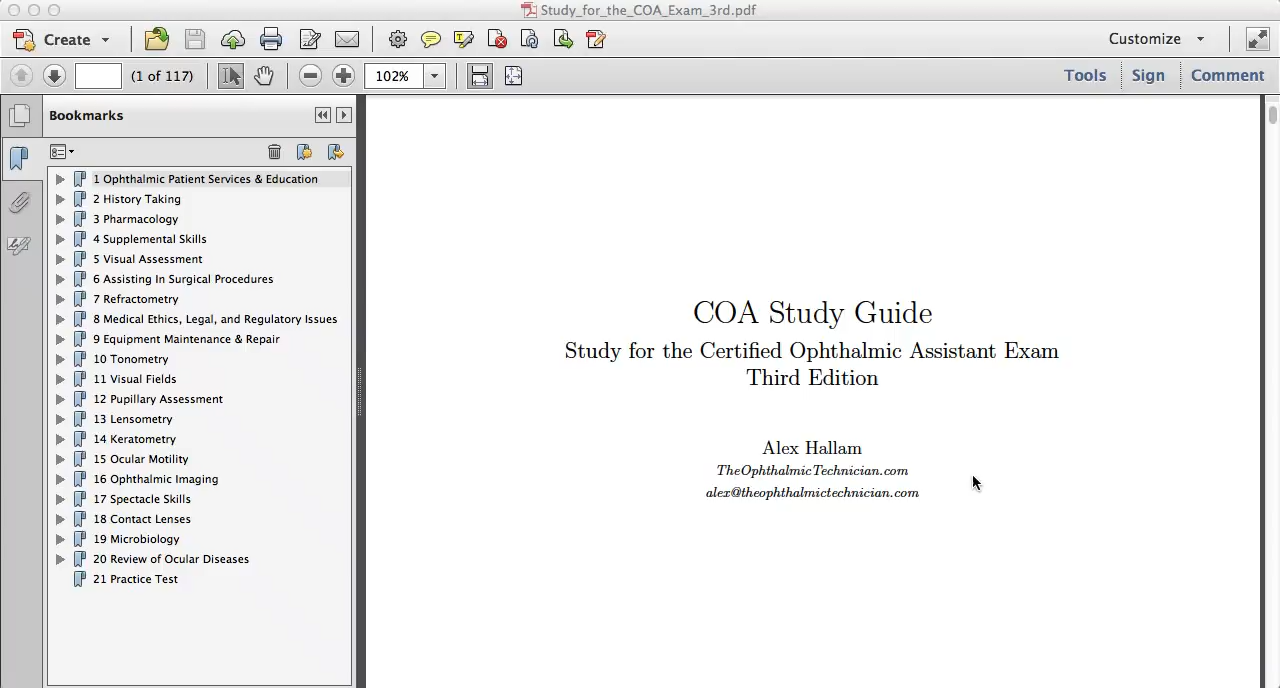 Study_for_the_COA_Exam_3rd.pdf
Create
Customize
(1 of 117)
102%
Tools
Sign
Comment
Bookmarks
1 Ophthalmic Patient Services & Education
2 History Taking
3 Pharmacology
4 Supplemental Skills
5 Visual Assessment
6 Assisting In Surgical Procedures
7 Refractometry
8 Medical Ethics, Legal, and Regulatory Issues
9 Equipment Maintenance & Repair
10 Tonometry
11 Visual Fields
12 Pupillary Assessment
13 Lensometry
14 Keratometry
15 Ocular Motility
16 Ophthalmic Imaging
17 Spectacle Skills
18 Contact Lenses
19 Microbiology
20 Review of Ocular Diseases
21 Practice Test
COA Study Guide
Study for the Certified Ophthalmic Assistant Exam
Third Edition
Alex Hallam
TheOphthalmicTechnician.com
alex@theophthalmictechnician.com